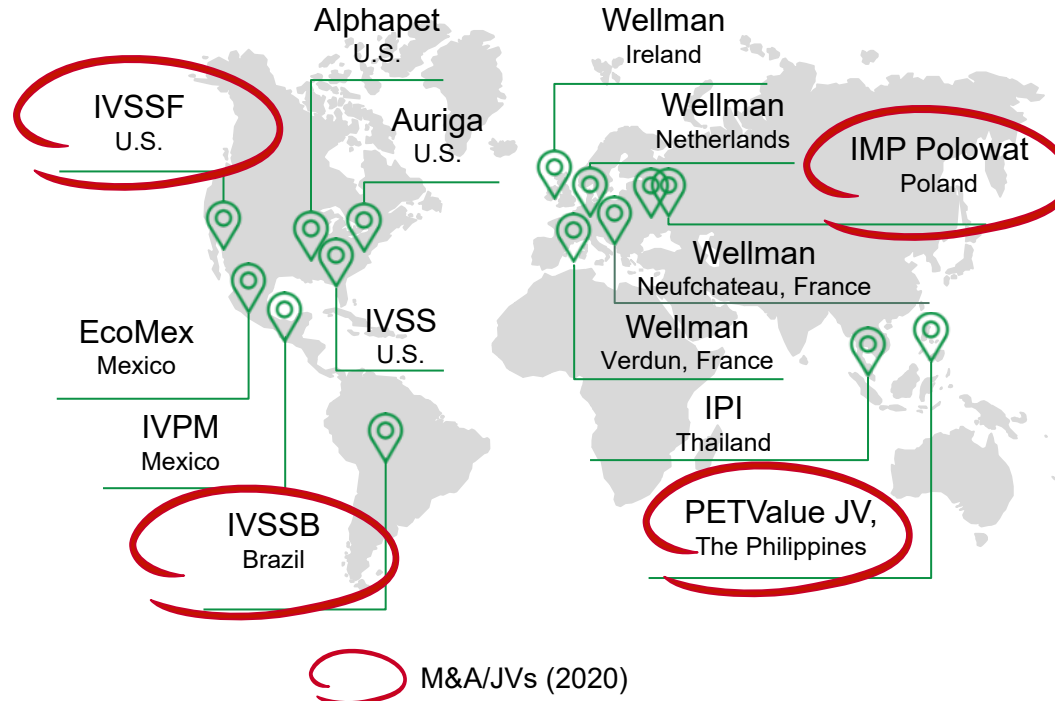 Alphapet
U.S.
Wellman
Ireland
IVSSF
U.S.
Auriga
U.S.
Wellman
Netherlands
IMP Polowat
Poland
Wellman
Neufchateau, France
EcoMex
Mexico
IVSS
U.S.
Wellman
Verdun, France
IVPM
Mexico
IPI
Thailand
IVSSB
Brazil
PETValue JV,
The Philippines
M&A/JVs (2020)